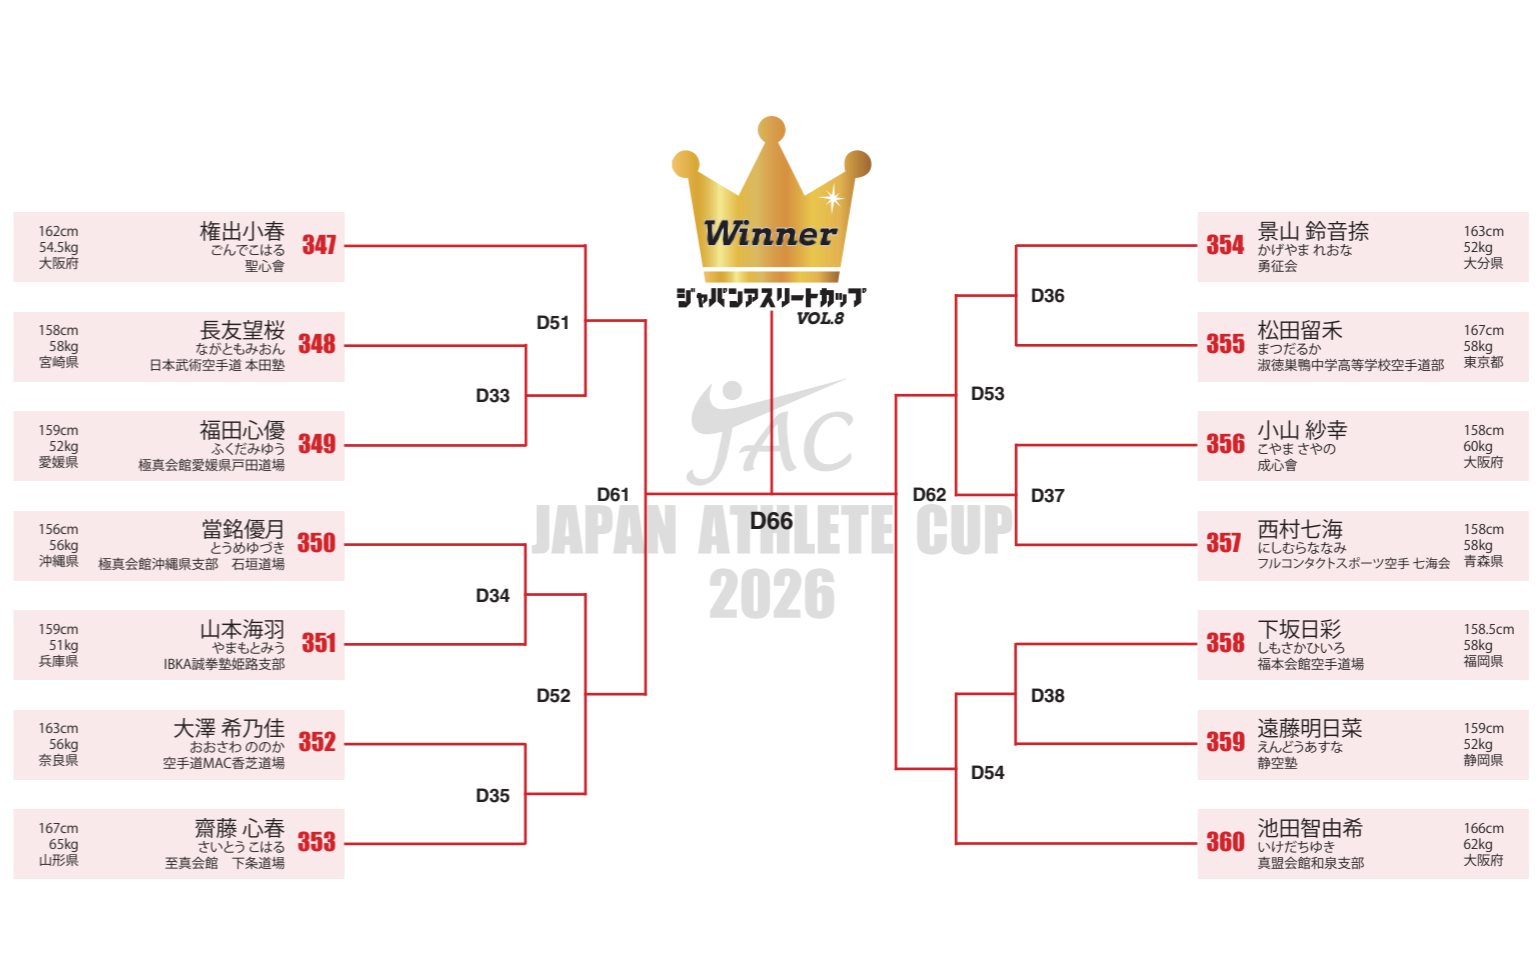 Winner
ジャパンアスリートカップ
VOL.8
JAC
JAPAN ATHLETE CUP
2026
162cm
54.5kg
大阪府
権出小春
ごんでこはる
聖心會
347
158cm
58kg
宮崎県
長友望桜
ながともみおん
日本武術空手道 本田塾
348
159cm
52kg
愛媛県
福田心優
ふくだみゆう
極真会館愛媛県戸田道場
349
156cm
56kg
沖縄県
當銘優月
とうめゆづき
極真会館沖縄県支部　石垣道場
350
159cm
51kg
兵庫県
山本海羽
やまもとみう
IBKA誠拳塾姫路支部
351
163cm
56kg
奈良県
大澤 希乃佳
おおさわ ののか
空手道MAC香芝道場
352
167cm
65kg
山形県
齋藤 心春
さいとう こはる
至真会館　下条道場
353
D51
D33
D61
D34
D52
D35
D66
D36
D53
D62
D37
D38
D54
354
景山 鈴音捺
かげやま れおな
勇征会
163cm
52kg
大分県
355
松田留禾
まつだるか
淑徳巣鴨中学高等学校空手道部
167cm
58kg
東京都
356
小山 紗幸
こやま さやの
成心會
158cm
60kg
大阪府
357
西村七海
にしむらななみ
フルコンタクトスポーツ空手 七海会
158cm
58kg
青森県
358
下坂日彩
しもさかひいろ
福本会館空手道場
158.5cm
58kg
福岡県
359
遠藤明日菜
えんどうあすな
静空塾
159cm
52kg
静岡県
360
池田智由希
いけだちゆき
真盟会館和泉支部
166cm
62kg
大阪府